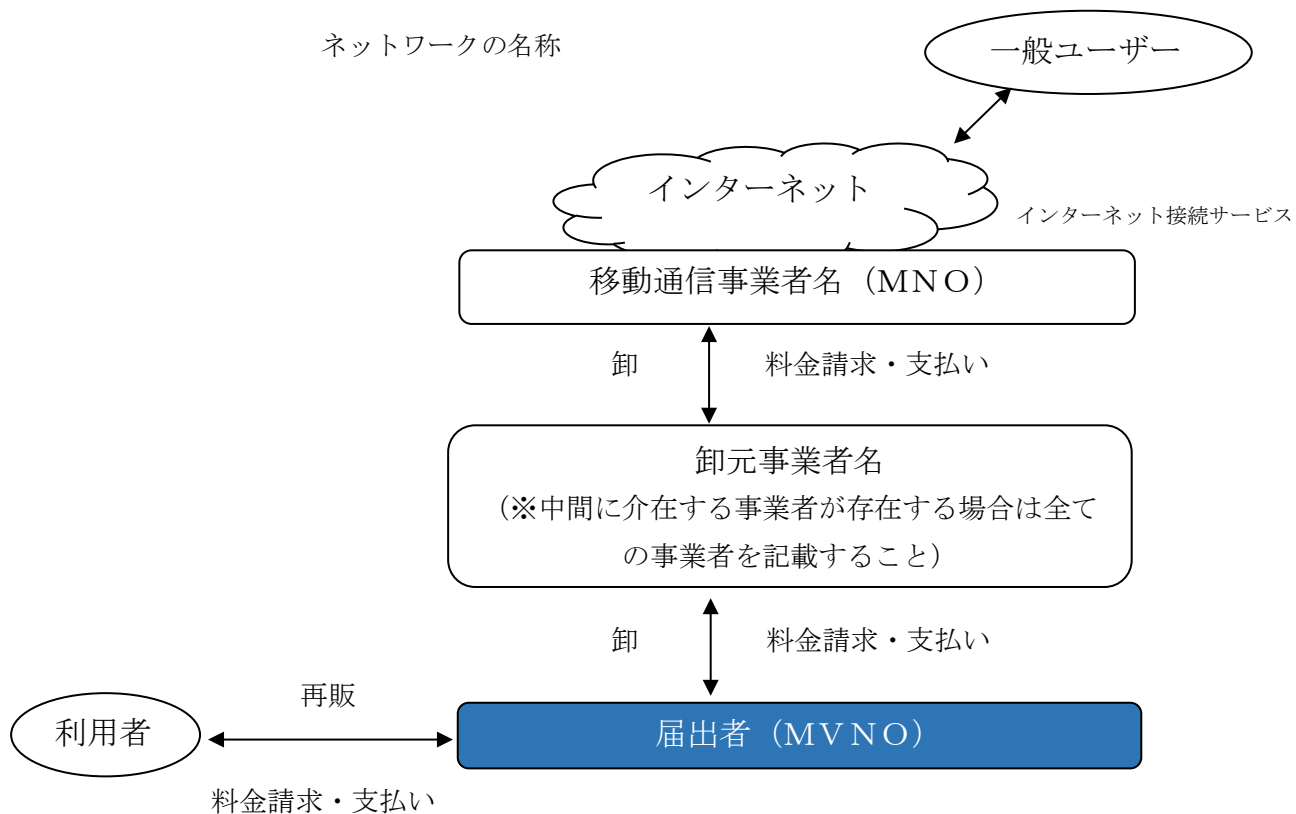 ネットワークの名称
一般ユーザー
インターネット
インターネット接続サービス
移動通信事業者名（ＭＮＯ）
卸　料金請求・支払い
卸元事業者名
（※中間に介在する事業者が存在する場合は全て
の事業者を記載すること）
卸　料金請求・支払い
再販
利用者
届出者（ＭＶＮＯ）
料金請求・支払い